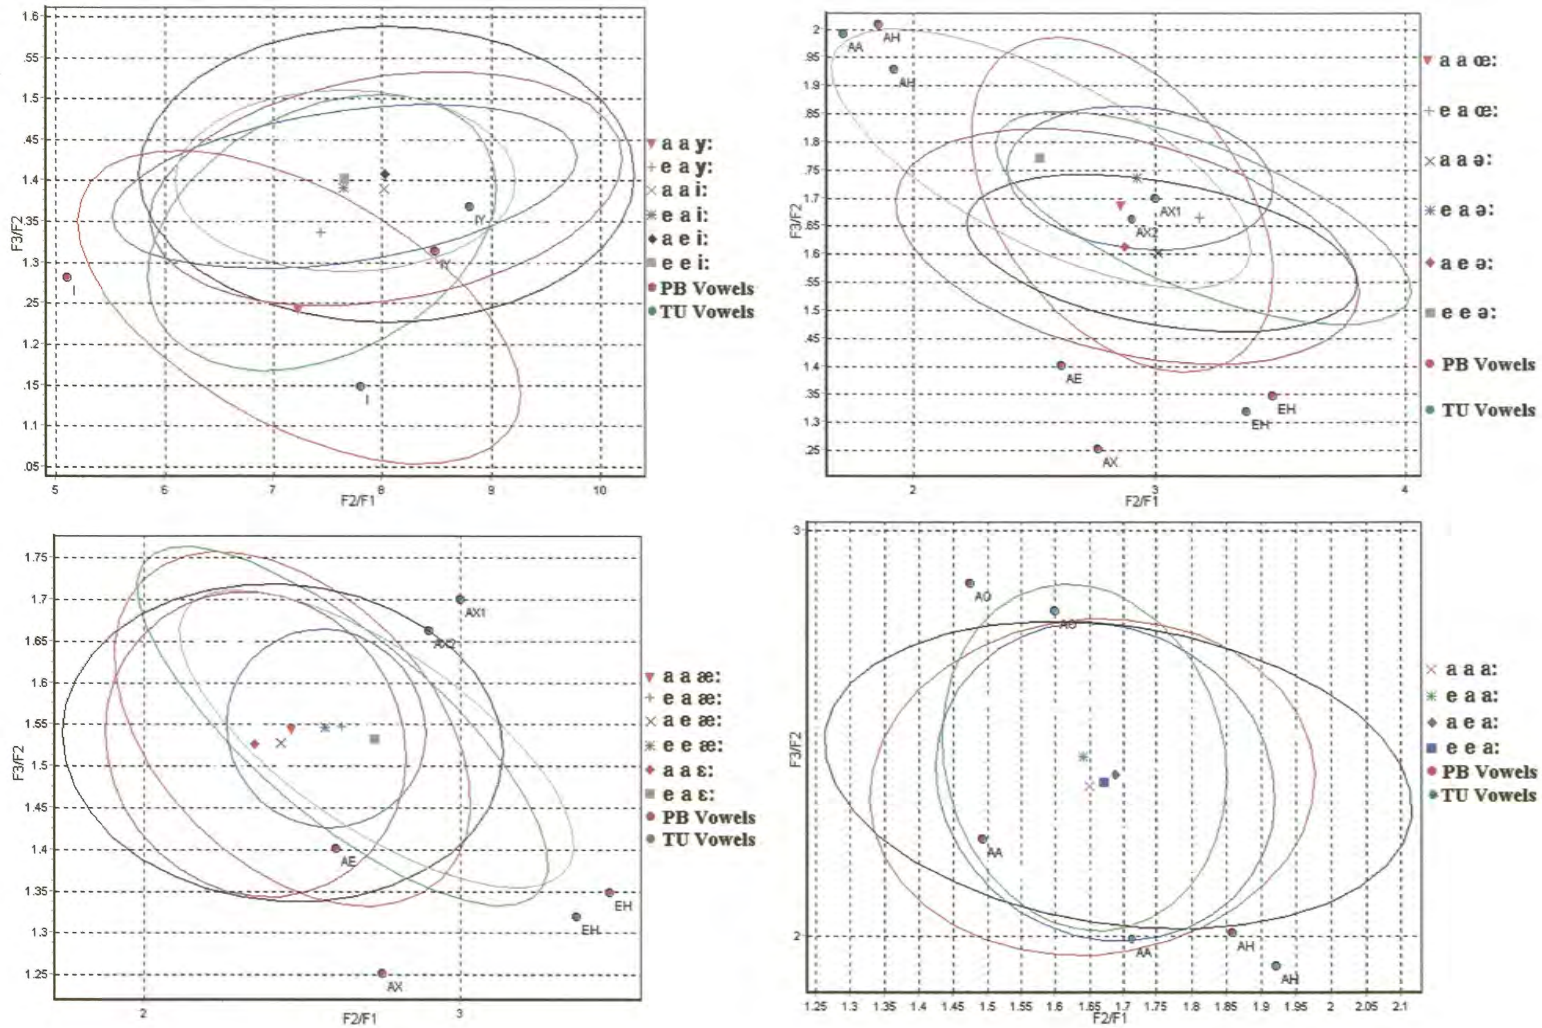 1.6
.55
1.5
.45
1.4
.35
1.3
.25
1.2
.15
1.1
.05
F3/F2
5
6
7
8
9
10
F2/F1
IY
IY
I
I
a a y:
e a y:
a a i:
e a i:
a e i:
e e i:
PB Vowels
TU Vowels
2
.95
1.9
.85
1.8
.75
1.7
.65
1.6
.55
1.5
.45
1.4
.35
1.3
.25
F3/F2
2
3
4
F2/F1
AA
AH
AH
AX1
AX2
AE
EH
EH
AX
a a œ:
e a œ:
a a ə:
e a ə:
a e ə:
e e ə:
PB Vowels
TU Vowels
1.75
1.7
1.65
1.6
1.55
1.5
1.45
1.4
1.35
1.3
1.25
F3/F2
2
3
F2/F1
AX1
AX2
AE
EH
EH
AX
a a æ:
e a æ:
a e æ:
e e æ:
a a ɛ:
e a ɛ:
PB Vowels
TU Vowels
3
2
F3/F2
1.25
1.3
1.35
1.4
1.45
1.5
1.55
1.6
1.65
1.7
1.75
1.8
1.85
1.9
1.95
2
2.05
2.1
F2/F1
AO
AO
AA
AA
AH
AH
a a a:
e a a:
a e a:
e e a:
PB Vowels
TU Vowels